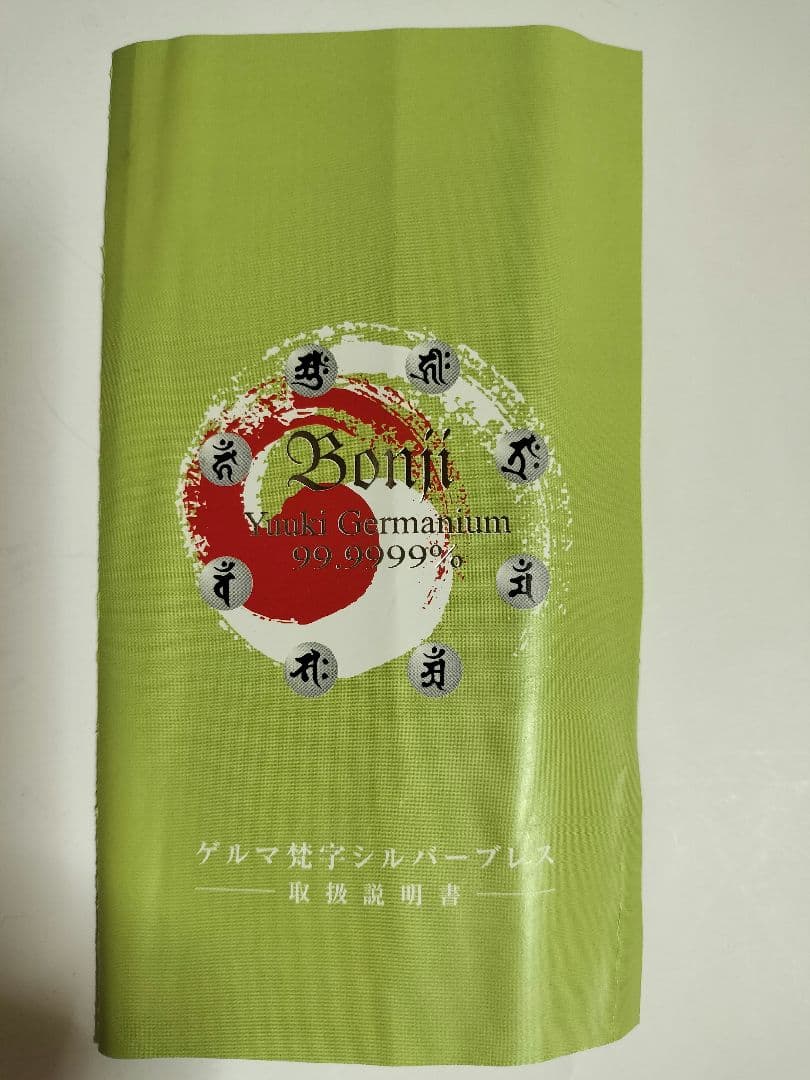 Bonji
Yuuki Germanium
99.9999%
ゲルマ梵字シルバーブレス
取扱説明書